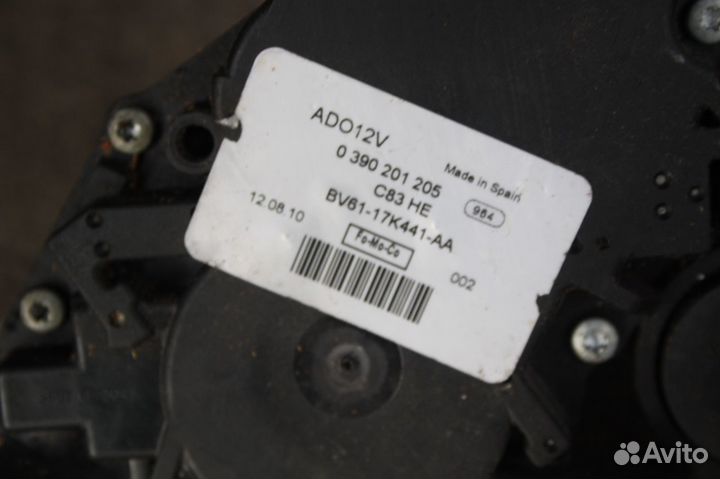 ADO12V
0 390 201 205
Made in Spain
C83 HE
984
12.08.10
BV61-17K441-AA
Fo-Mo-Co
002
Avito